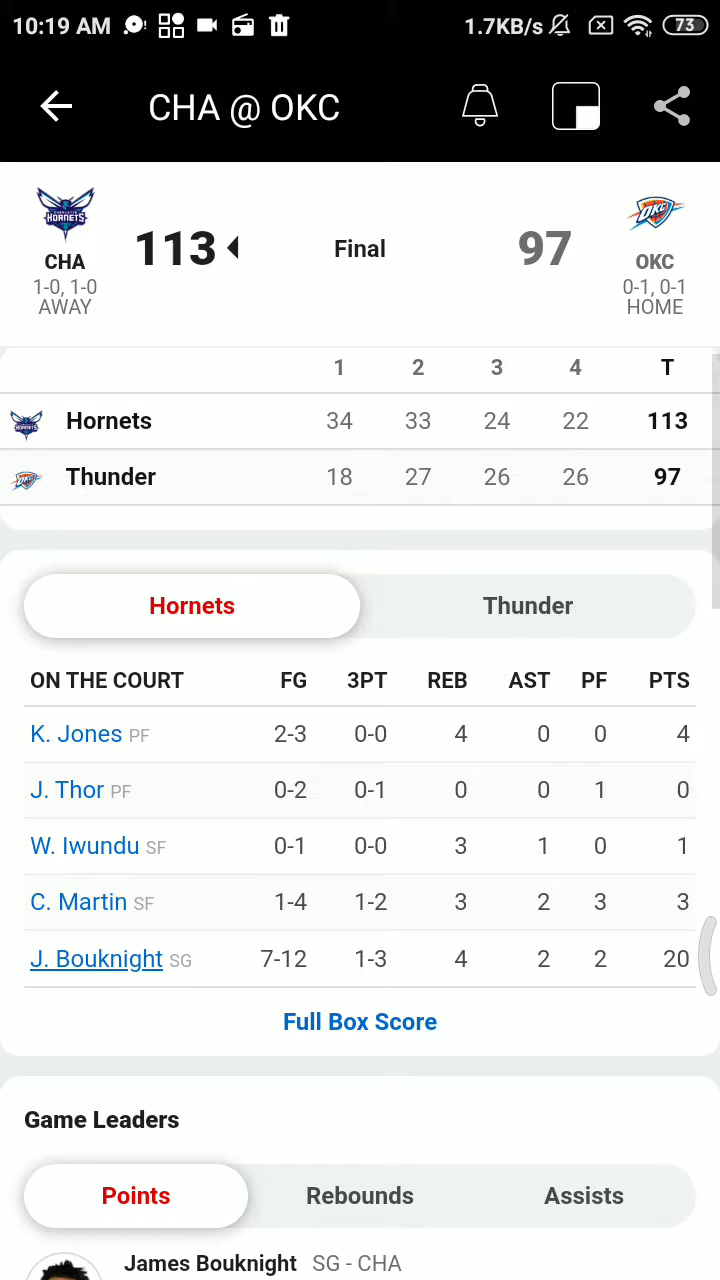 10:19 AM 1.7KB/s 73
CHA @ OKC
HORNETS OKC
113 Final 97
CHA OKC
1-0, 1-0 0-1, 0-1
AWAY HOME
1 2 3 4 T
Hornets 34 33 24 22 113
Thunder 18 27 26 26 97
Hornets Thunder
ON THE COURT FG 3PT REB AST PF PTS
K. Jones PF 2-3 0-0 4 0 0 4
J. Thor PF 0-2 0-1 0 0 1 0
W. Iwundu SF 0-1 0-0 3 1 0 1
C. Martin SF 1-4 1-2 3 2 3 3
J. Bouknight SG 7-12 1-3 4 2 2 20
Full Box Score
Game Leaders
Points Rebounds Assists
James Bouknight SG - CHA